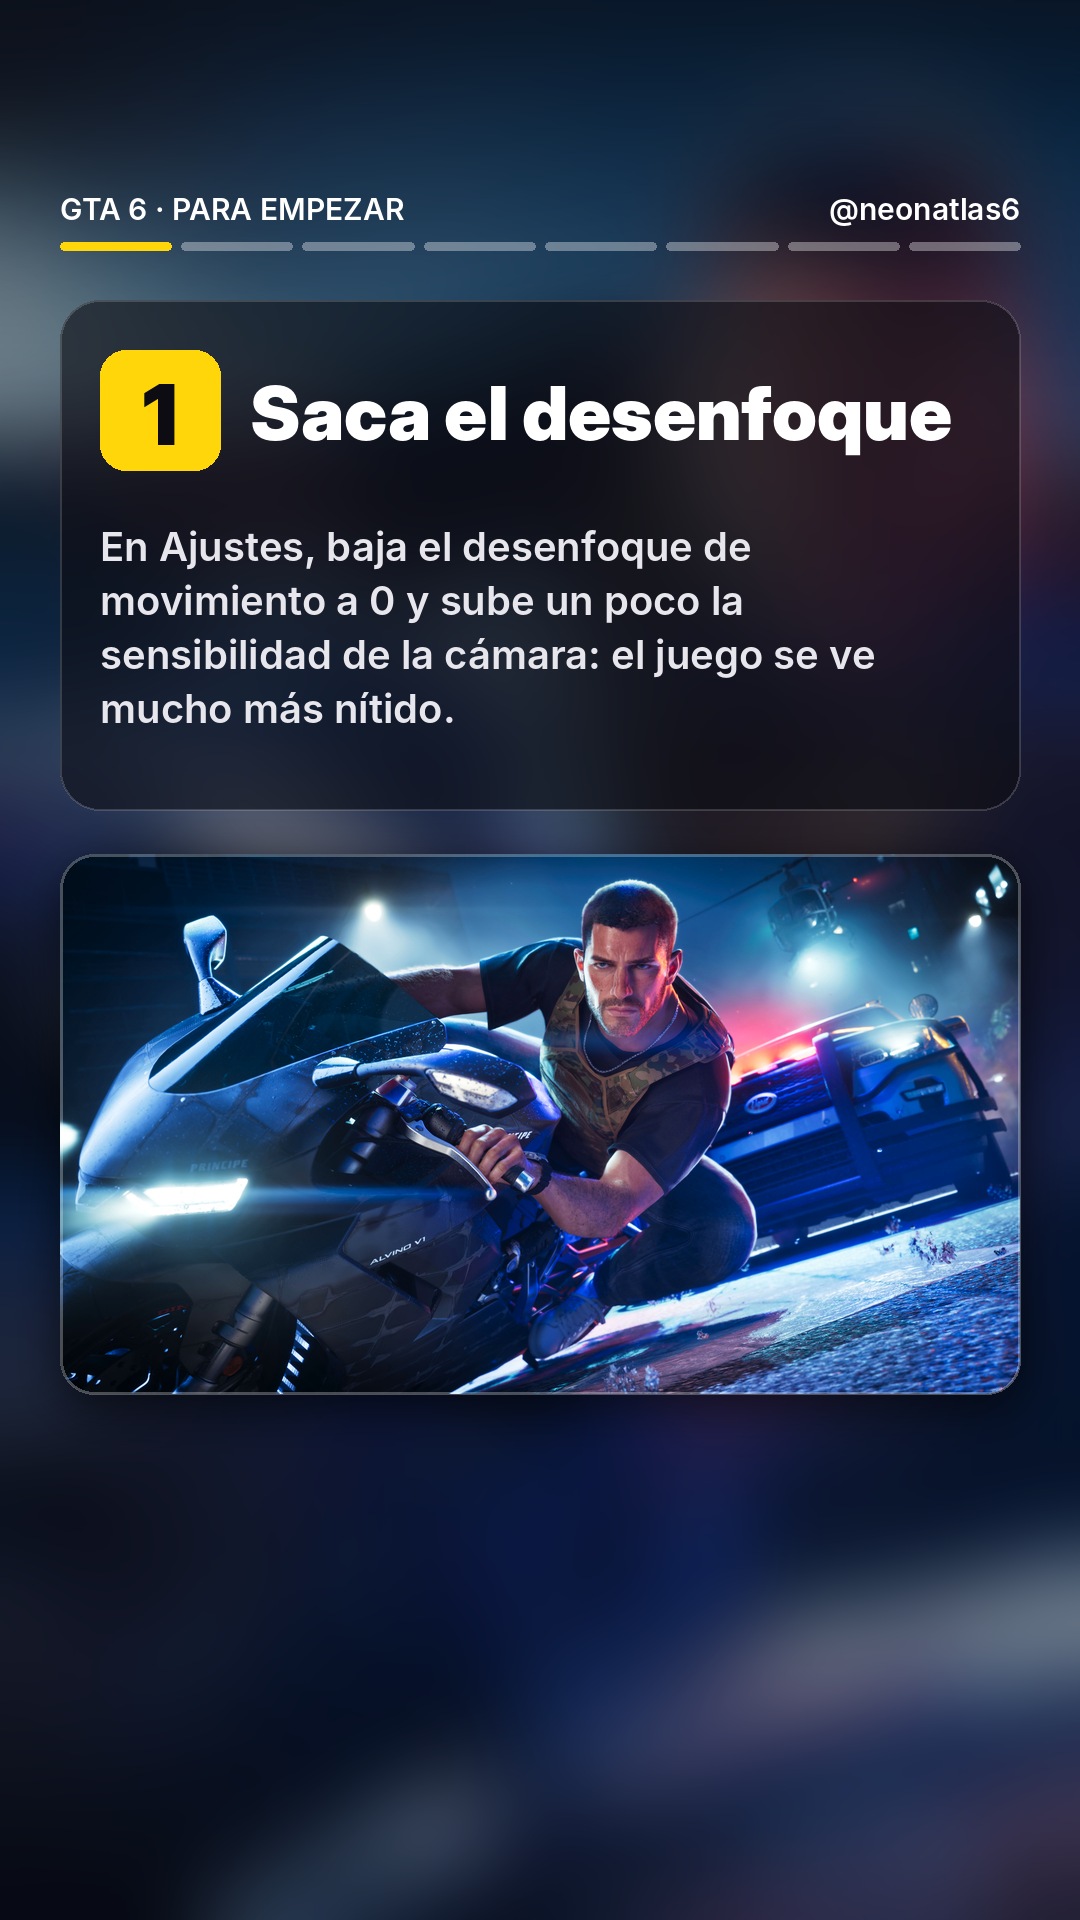 GTA 6 · PARA EMPEZAR
@neonatlas6
1
Saca el desenfoque
En Ajustes, baja el desenfoque de
movimiento a 0 y sube un poco la
sensibilidad de la cámara: el juego se ve
mucho más nítido.
PRINCIPE
ALVINO V1